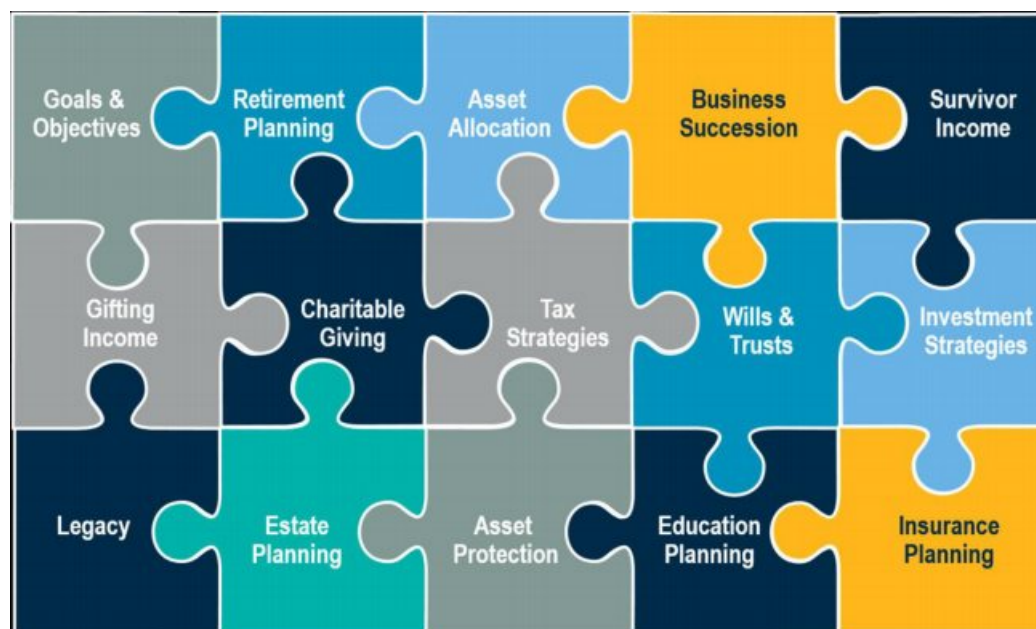 Goals &
Objectives
Retirement
Planning
Asset
Allocation
Business
Succession
Survivor
Income
Gifting
Income
Charitable
Giving
Tax
Strategies
Wills &
Trusts
Investment
Strategies
Legacy
Estate
Planning
Asset
Protection
Education
Planning
Insurance
Planning